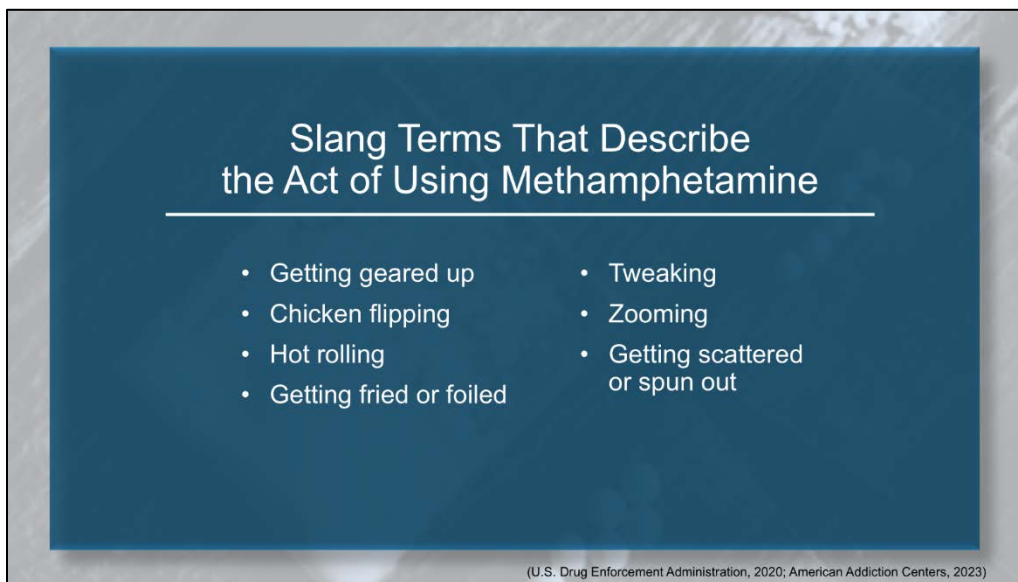 Slang Terms That Describe
the Act of Using Methamphetamine
• Getting geared up
• Chicken flipping
• Hot rolling
• Getting fried or foiled
• Tweaking
• Zooming
• Getting scattered
or spun out
(U.S. Drug Enforcement Administration, 2020; American Addiction Centers, 2023)